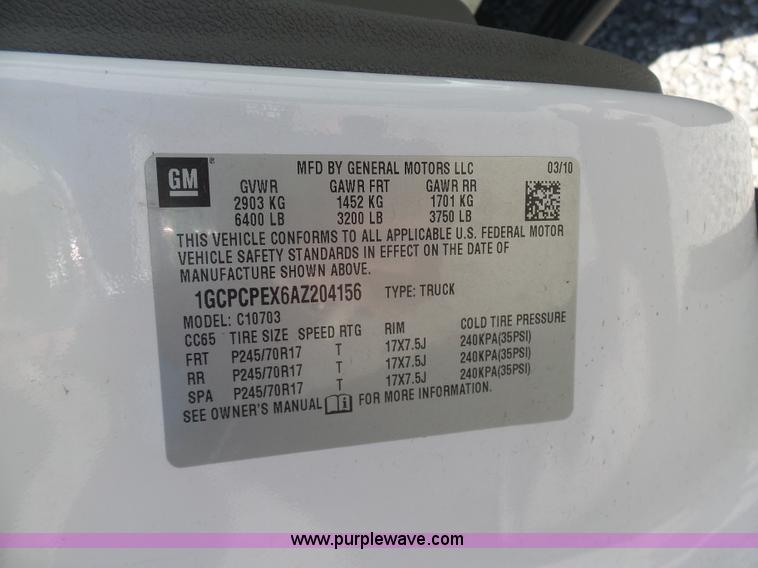 GM ® MFD BY GENERAL MOTORS LLC 03/10
GVWR GAWR FRT GAWR RR
2903 KG 1452 KG 1701 KG
6400 LB 3200 LB 3750 LB
THIS VEHICLE CONFORMS TO ALL APPLICABLE U.S. FEDERAL MOTOR
VEHICLE SAFETY STANDARDS IN EFFECT ON THE DATE OF
MANUFACTURE SHOWN ABOVE.
1GCPCPEX6AZ204156 TYPE: TRUCK
MODEL: C10703
CC65 TIRE SIZE SPEED RTG RIM COLD TIRE PRESSURE
FRT P245/70R17 T 17X7.5J 240KPA(35PSI)
RR P245/70R17 T 17X7.5J 240KPA(35PSI)
SPA P245/70R17 T 17X7.5J 240KPA(35PSI)
SEE OWNER'S MANUAL i FOR MORE INFORMATION.
www.purplewave.com